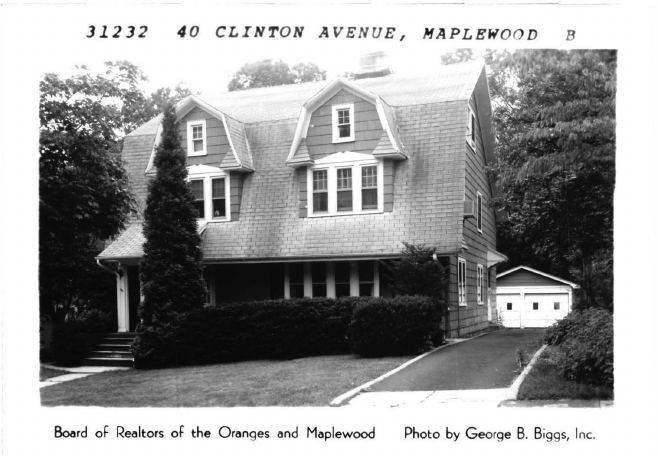 31232 40 CLINTON AVENUE, MAPLEWOOD B
Board of Realtors of the Oranges and Maplewood Photo by George B. Biggs, Inc.